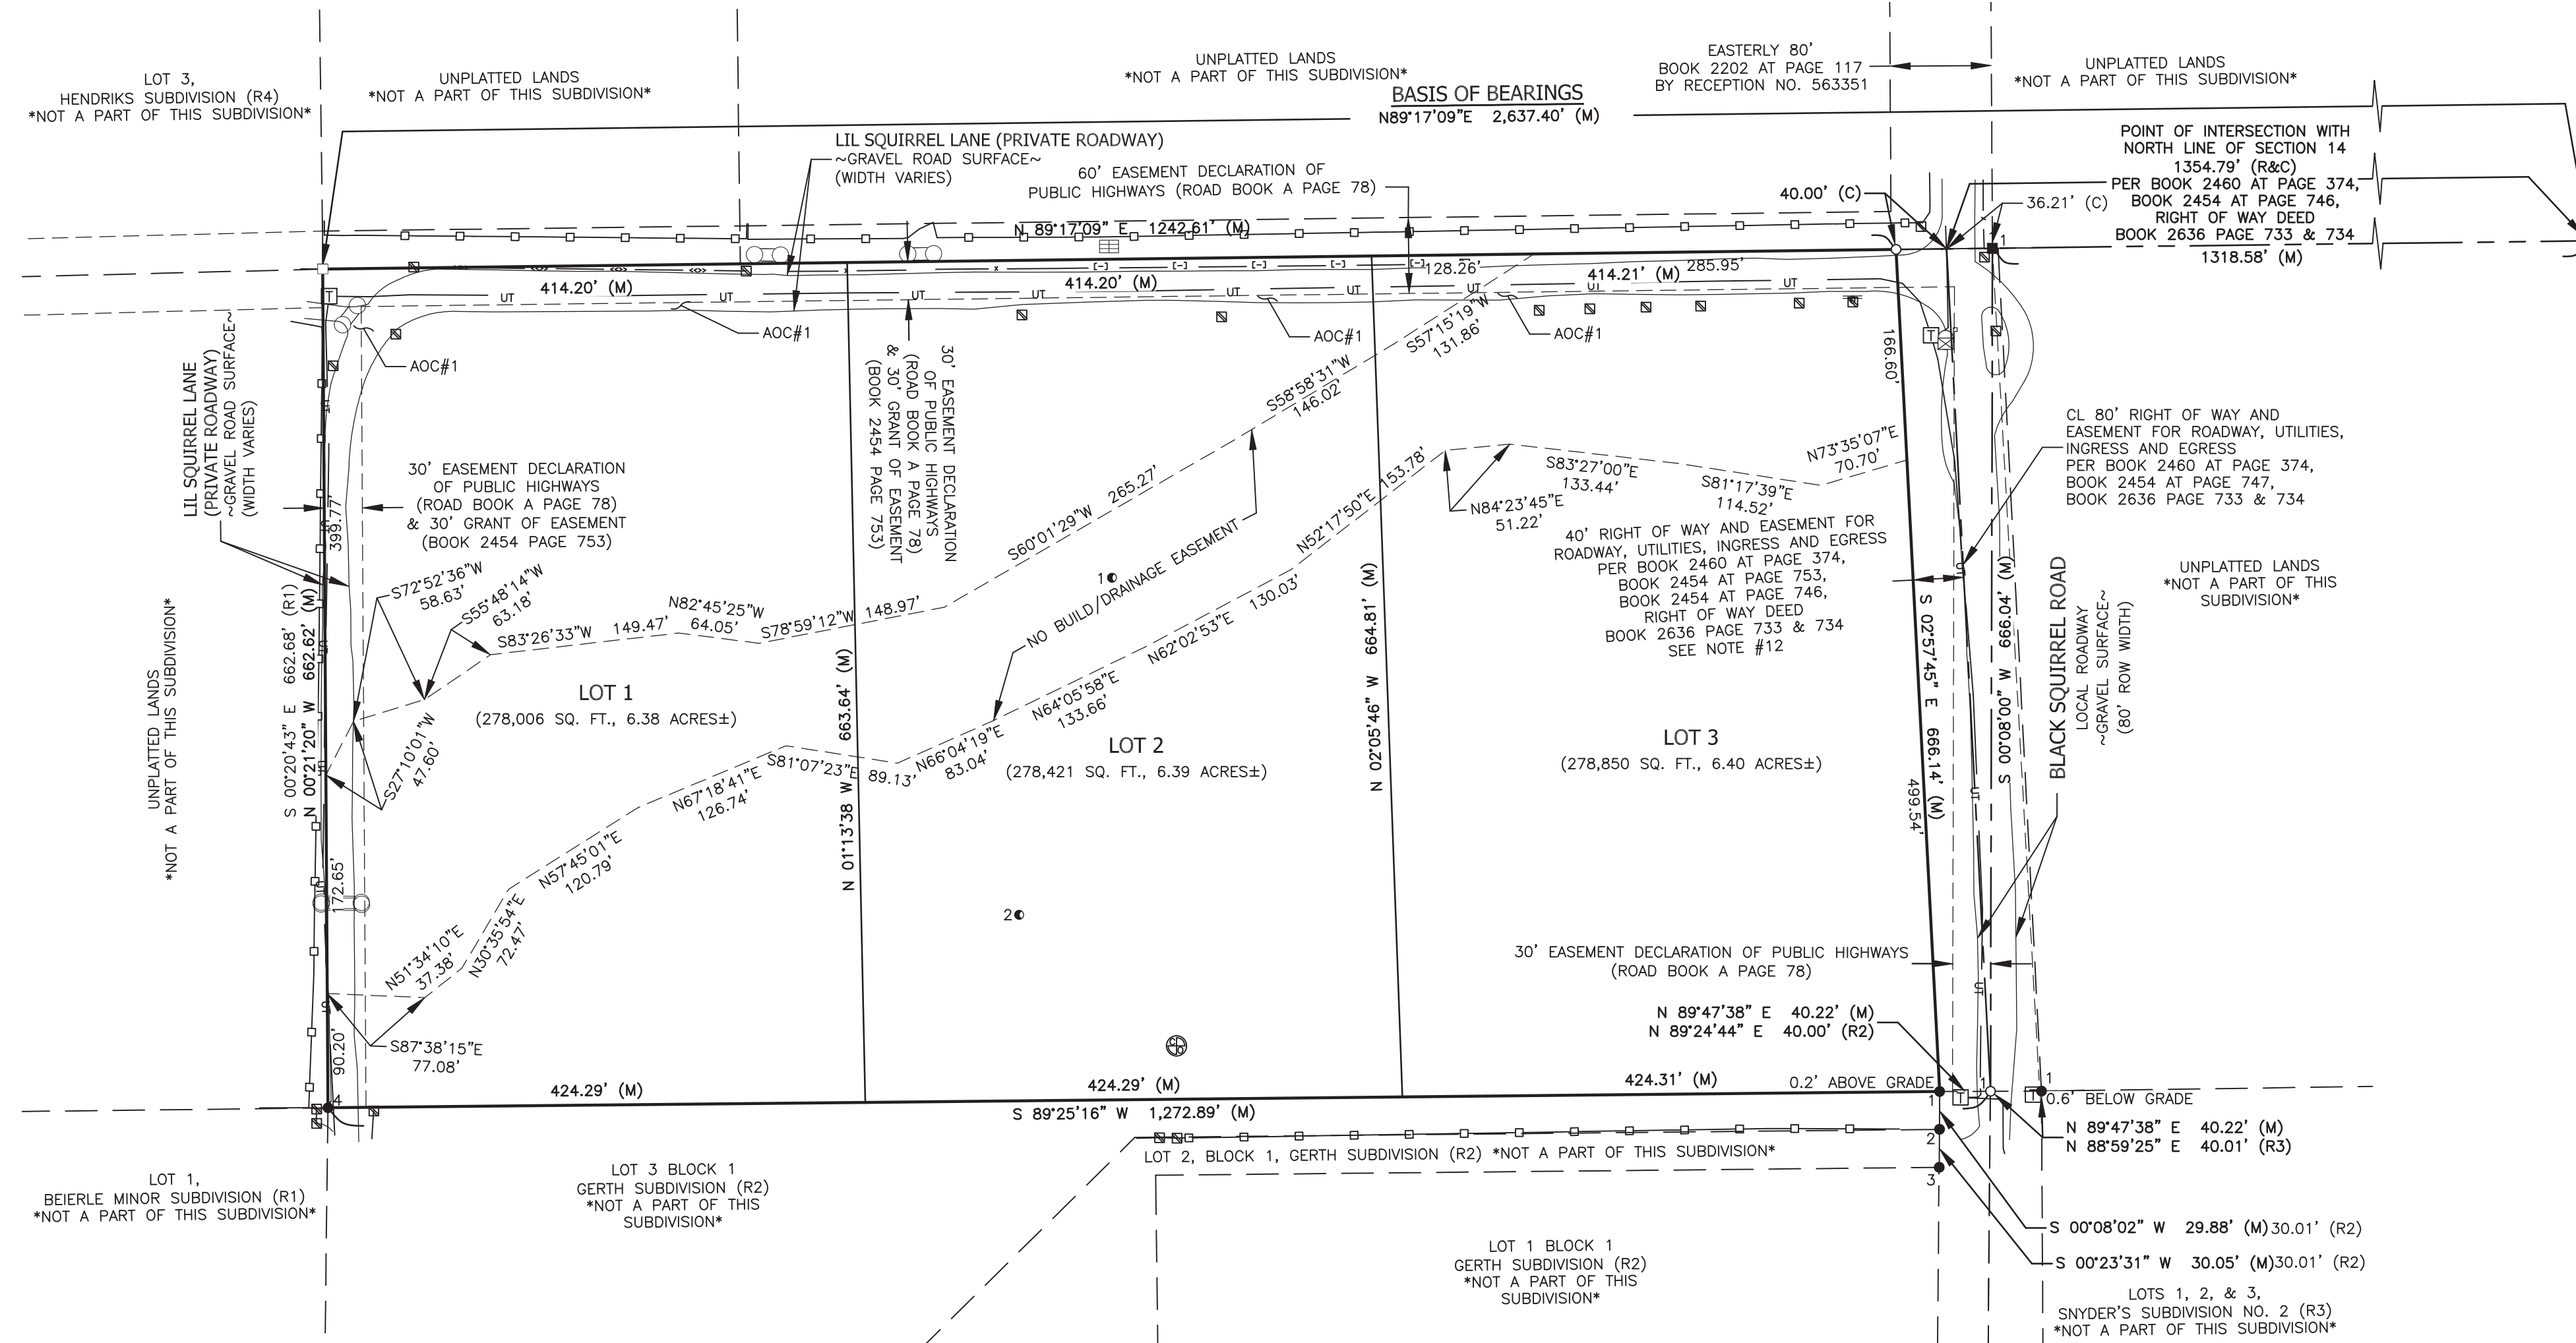 LOT 3,
HENDRIKS SUBDIVISION (R4)
*NOT A PART OF THIS SUBDIVISION*
UNPLATTED LANDS
*NOT A PART OF THIS SUBDIVISION*
UNPLATTED LANDS
*NOT A PART OF THIS SUBDIVISION*
EASTERLY 80'
BOOK 2202 AT PAGE 117
BY RECEPTION NO. 563351
UNPLATTED LANDS
*NOT A PART OF THIS SUBDIVISION*
BASIS OF BEARINGS
N89°17'09"E 2,637.40' (M)
LIL SQUIRREL LANE (PRIVATE ROADWAY)
~GRAVEL ROAD SURFACE~
(WIDTH VARIES)
60' EASEMENT DECLARATION OF
PUBLIC HIGHWAYS (ROAD BOOK A PAGE 78)
40.00' (C)
36.21' (C)
POINT OF INTERSECTION WITH
NORTH LINE OF SECTION 14
1354.79' (R&C)
PER BOOK 2460 AT PAGE 374,
BOOK 2454 AT PAGE 746,
RIGHT OF WAY DEED
BOOK 2636 PAGE 733 & 734
1318.58' (M)
1
N 89°17'09" E 1242.61' (M)
414.20' (M)
414.20' (M)
128.26'
414.21' (M)
285.95'
T
UT
UT
UT
UT
UT
UT
UT
UT
UT
AOC#1
AOC#1
AOC#1
AOC#1
LIL SQUIRREL LANE
(PRIVATE ROADWAY)
~GRAVEL ROAD SURFACE~
(WIDTH VARIES)
30' EASEMENT DECLARATION
OF PUBLIC HIGHWAYS
(ROAD BOOK A PAGE 78)
& 30' GRANT OF EASEMENT
(BOOK 2454 PAGE 753)
30' EASEMENT DECLARATION
OF PUBLIC HIGHWAYS
(ROAD BOOK A PAGE 78)
& 30' GRANT OF EASEMENT
(BOOK 2454 PAGE 753)
S57°15'19"W
131.86'
S58°58'31"W
146.02'
S60°01'29"W 265.27'
S78°59'12"W 148.97'
N82°45'25"W
64.05'
S83°26'33"W 149.47'
S55°48'14"W
63.18'
S72°52'36"W
58.63'
S27°10'01"W
47.60'
399.77'
172.65'
90.20'
S 00°20'43" E 662.68' (R1)
N 00°21'20" W 662.62' (M)
UNPLATTED LANDS
*NOT A PART OF THIS SUBDIVISION*
LOT 1
(278,006 SQ. FT., 6.38 ACRES±)
N 01°13'38 W 663.64' (M)
1
NO BUILD/DRAINAGE EASEMENT
LOT 2
(278,421 SQ. FT., 6.39 ACRES±)
2
N 02°05'46" W 664.81' (M)
LOT 3
(278,850 SQ. FT., 6.40 ACRES±)
S87°38'15"E
77.08'
N51°34'10"E
37.38'
N30°35'54"E
72.47'
N57°45'01"E
120.79'
N67°18'41"E
126.74'
S81°07'23"E 89.13'
N66°04'19"E
83.04'
N64°05'58"E
133.66'
N62°02'53"E 130.03'
N52°17'50"E 153.78'
N84°23'45"E
51.22'
S83°27'00"E
133.44'
S81°17'39"E
114.52'
N73°35'07"E
70.70'
40' RIGHT OF WAY AND EASEMENT FOR
ROADWAY, UTILITIES, INGRESS AND EGRESS
PER BOOK 2460 AT PAGE 374,
BOOK 2454 AT PAGE 753,
BOOK 2454 AT PAGE 746,
RIGHT OF WAY DEED
BOOK 2636 PAGE 733 & 734
SEE NOTE #12
166.60'
S 02°57'45" E 666.14' (M)
499.54'
T
CL 80' RIGHT OF WAY AND
EASEMENT FOR ROADWAY, UTILITIES,
INGRESS AND EGRESS
PER BOOK 2460 AT PAGE 374,
BOOK 2454 AT PAGE 747,
BOOK 2636 PAGE 733 & 734
S 00°08'00" W 666.04' (M)
BLACK SQUIRREL ROAD
LOCAL ROADWAY
~GRAVEL SURFACE~
(80' ROW WIDTH)
UNPLATTED LANDS
*NOT A PART OF THIS
SUBDIVISION*
UT
UT
UT
30' EASEMENT DECLARATION OF PUBLIC HIGHWAYS
(ROAD BOOK A PAGE 78)
N 89°47'38" E 40.22' (M)
N 89°24'44" E 40.00' (R2)
4
424.29' (M)
424.29' (M)
424.31' (M)
0.2' ABOVE GRADE
S 89°25'16" W 1,272.89' (M)
1
T
1
T
1
0.6' BELOW GRADE
N 89°47'38" E 40.22' (M)
N 88°59'25" E 40.01' (R3)
2
3
LOT 2, BLOCK 1, GERTH SUBDIVISION (R2) *NOT A PART OF THIS SUBDIVISION*
LOT 1,
BEIERLE MINOR SUBDIVISION (R1)
*NOT A PART OF THIS SUBDIVISION*
LOT 3 BLOCK 1
GERTH SUBDIVISION (R2)
*NOT A PART OF THIS
SUBDIVISION*
LOT 1 BLOCK 1
GERTH SUBDIVISION (R2)
*NOT A PART OF THIS
SUBDIVISION*
S 00°08'02" W 29.88' (M) 30.01' (R2)
S 00°23'31" W 30.05' (M) 30.01' (R2)
LOTS 1, 2, & 3,
SNYDER'S SUBDIVISION NO. 2 (R3)
*NOT A PART OF THIS SUBDIVISION*